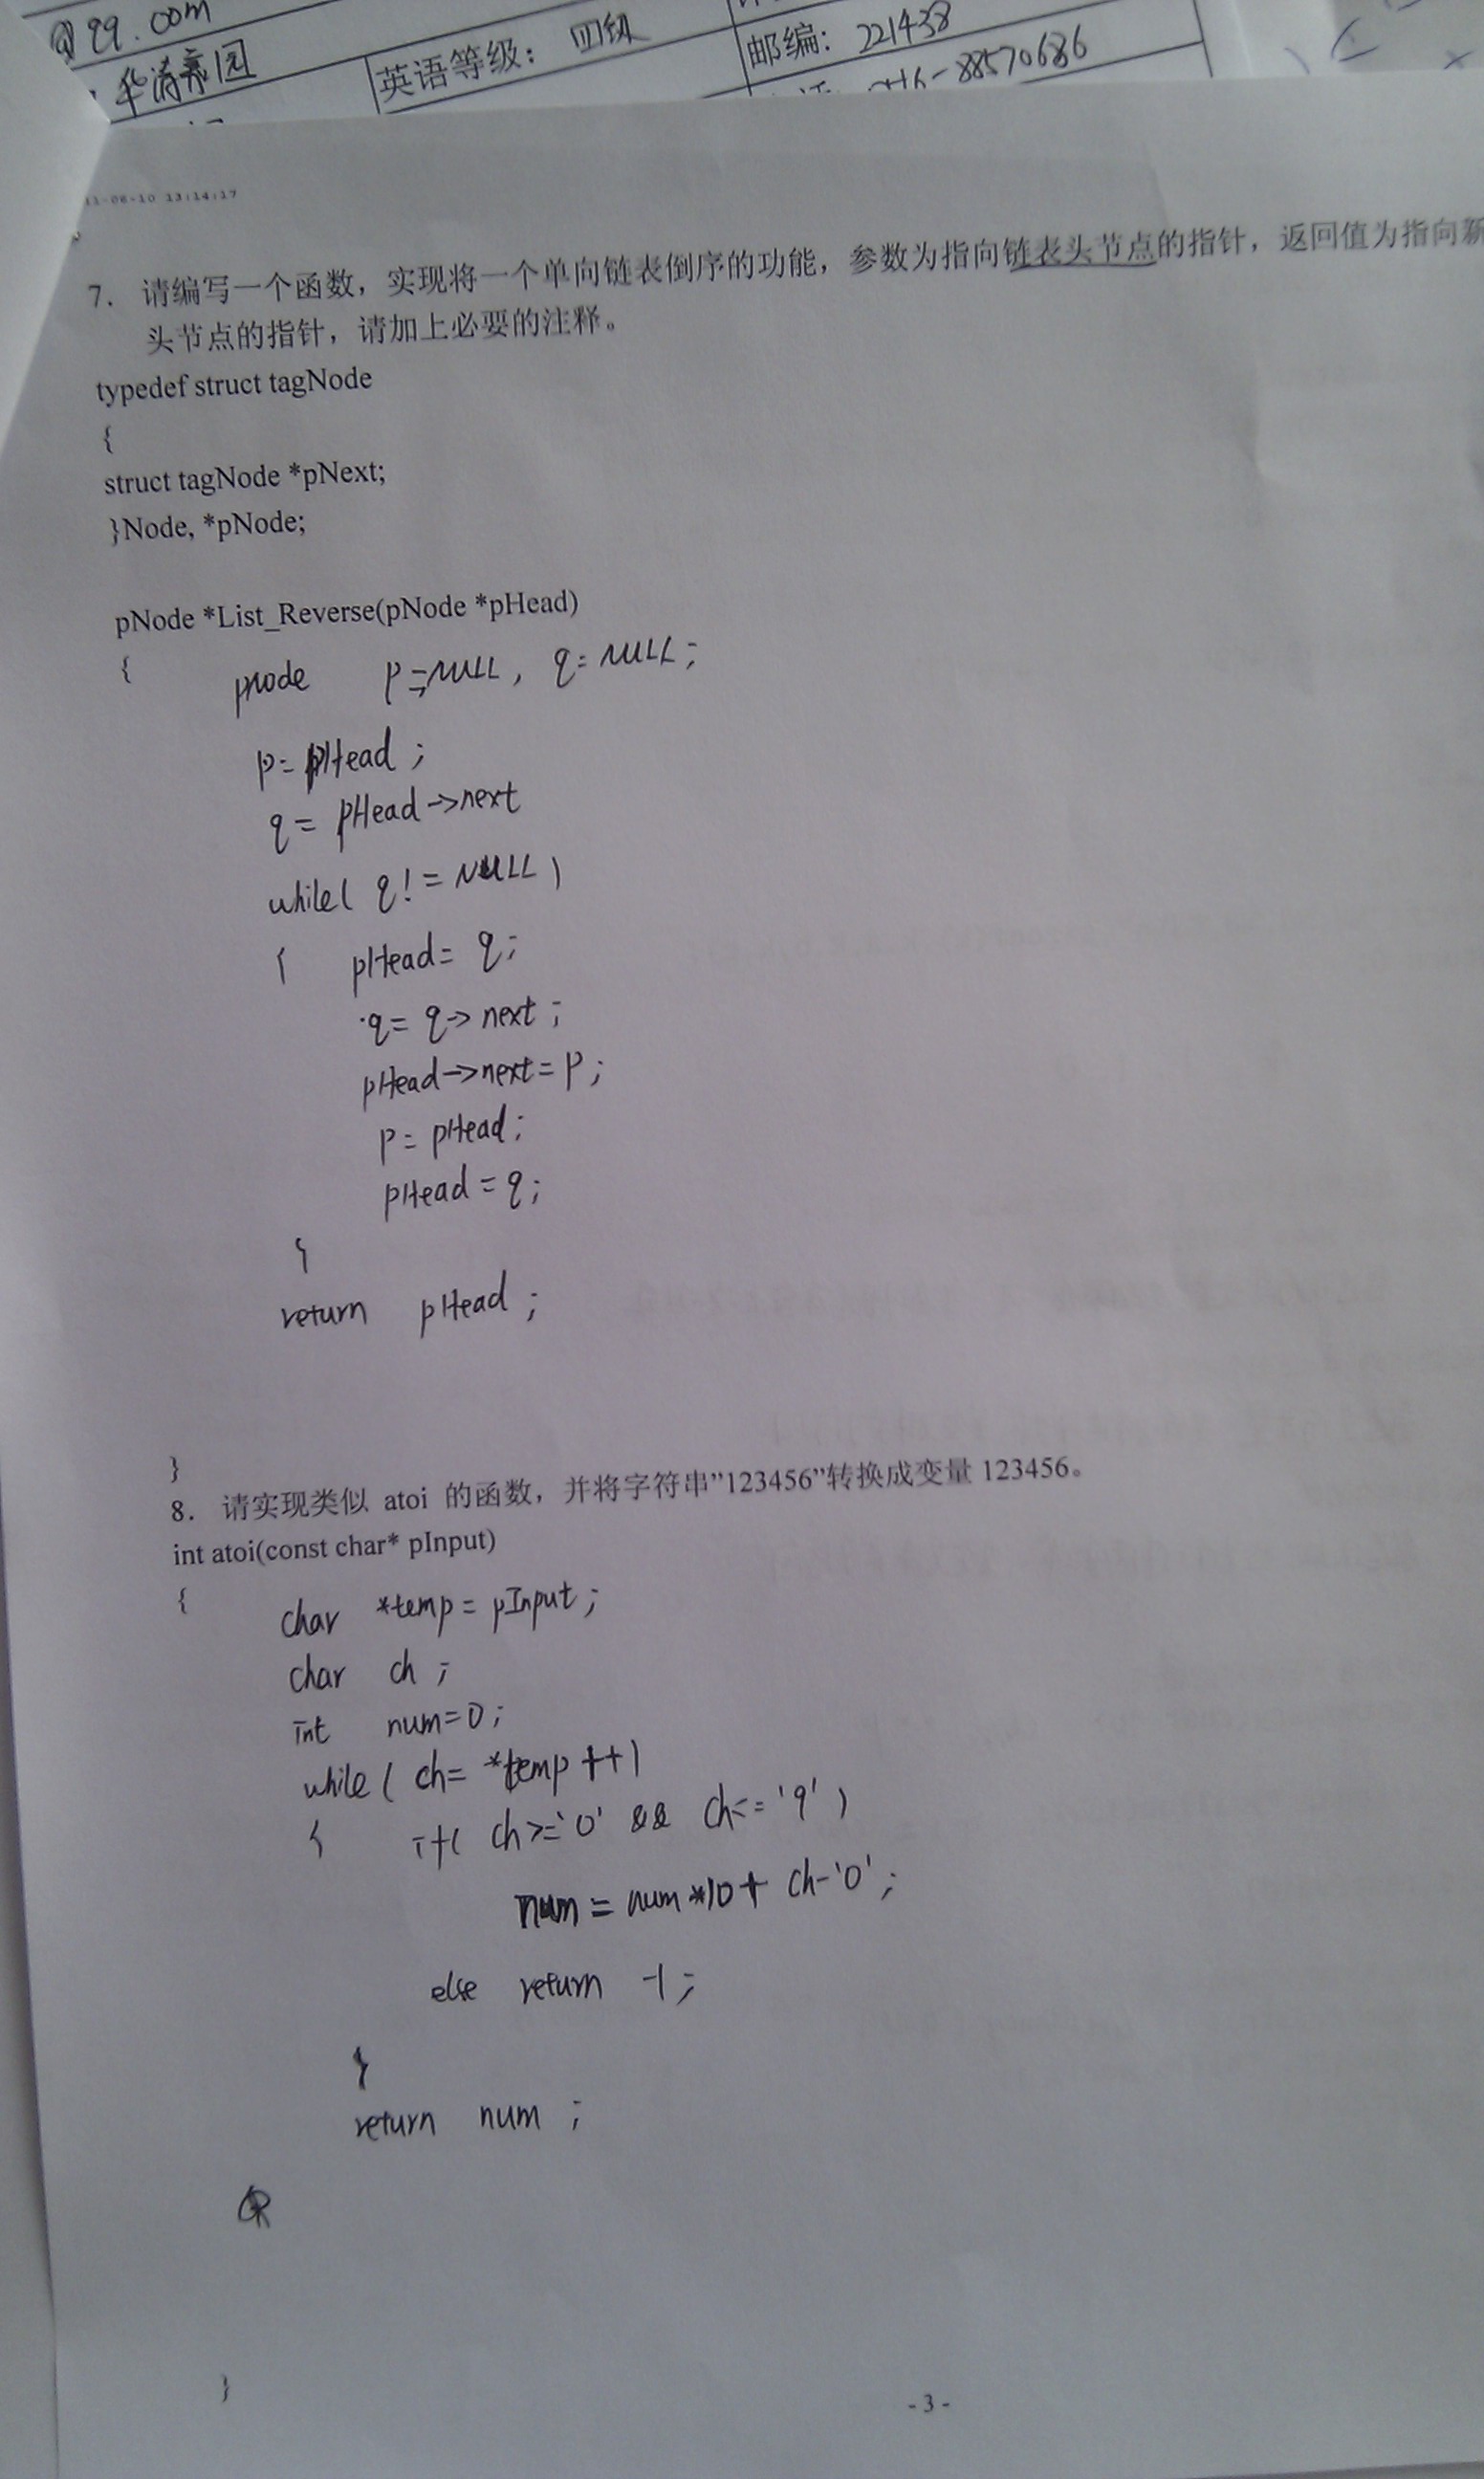 @99.com
华清嘉园
英语等级: 四级
邮编: 221438
-88570686
11-06-10 13:14:17
7. 请编写一个函数，实现将一个单向链表倒序的功能，参数为指向链表头节点的指针，返回值为指向新
头节点的指针，请加上必要的注释。
typedef struct tagNode
{
struct tagNode *pNext;
}Node, *pNode;
pNode *List_Reverse(pNode *pHead)
{ pNode p=NULL, q=NULL;
p=pHead;
q=pHead->next
while( q!=NULL)
{ pHead= q;
q= q->next;
pHead->next=p;
p= pHead;
pHead=q;
}
return pHead;
}
8. 请实现类似 atoi 的函数，并将字符串”123456”转换成变量 123456。
int atoi(const char* pInput)
{ char *temp=pInput;
char ch;
int num=0;
while( ch= *temp++)
{ if( ch>='0' && ch<='9')
num=num*10+ ch-'0';
else return -1;
}
return num;
}
- 3 -